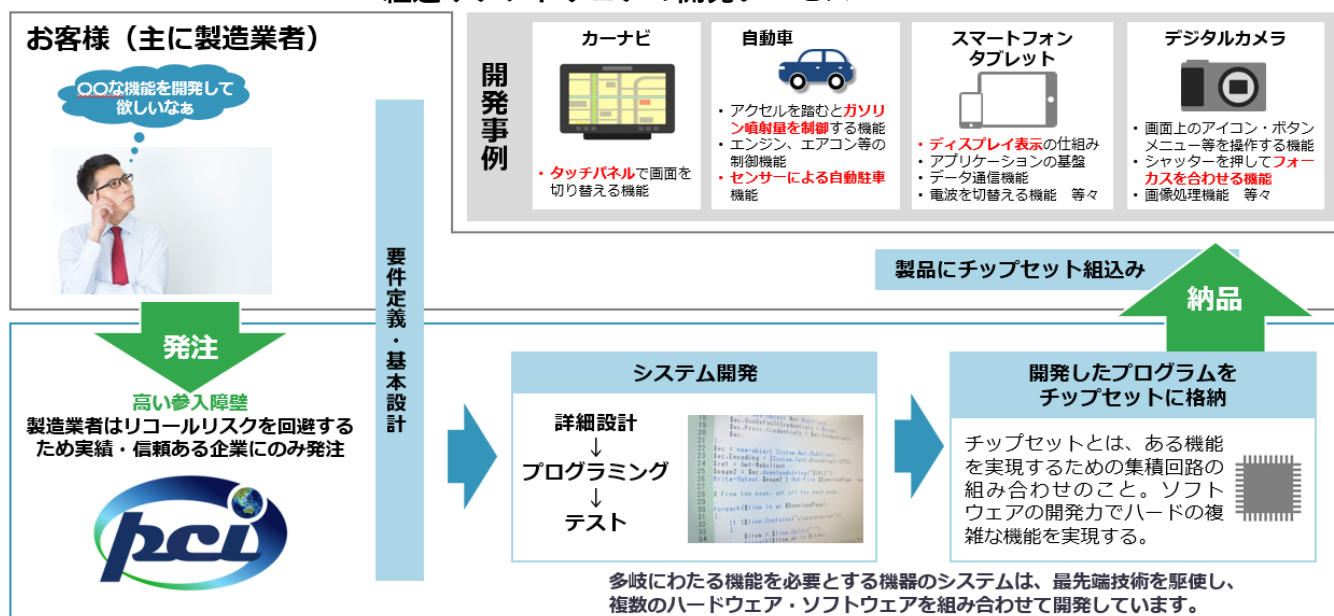 お客様（主に製造業者）
〇〇な機能を開発して
欲しいなぁ
開発事例
カーナビ
・タッチパネルで画面を
切り替える機能
自動車
・アクセルを踏むとガソリ
ン噴射量を制御する機能
・エンジン、エアコン等の
制御機能
・センサーによる自動駐車
機能
スマートフォン
タブレット
・ディスプレイ表示の仕組み
・アプリケーションの基盤
・データ通信機能
・電波を切替える機能　等々
デジタルカメラ
・画面上のアイコン・ボタン
メニュー等を操作する機能
・シャッターを押してフォー
カスを合わせる機能
・画像処理機能　等々
要件定義・基本設計
製品にチップセット組込み
納品
発注
高い参入障壁
製造業者はリコールリスクを回避する
ため実績・信頼ある企業にのみ発注
pci
システム開発
詳細設計
↓
プログラミング
↓
テスト
開発したプログラムを
チップセットに格納
チップセットとは、ある機能
を実現するための集積回路の
組み合わせのこと。ソフト
ウェアの開発力でハードの複
雑な機能を実現する。
多岐にわたる機能を必要とする機器のシステムは、最先端技術を駆使し、
複数のハードウェア・ソフトウェアを組み合わせて開発しています。